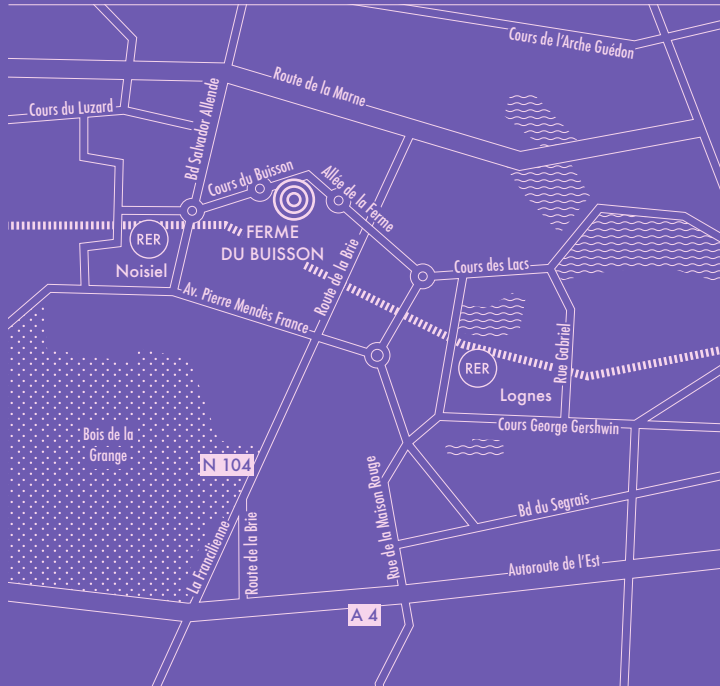 Cours de l'Arche Guédon
Route de la Marne
Cours du Luzard
Bd Salvador Allende
Cours du Buisson
Allée de la Ferme
RER
Noisiel
FERME
DU BUISSON
Route de la Brie
Cours des Lacs
Av. Pierre Mendès France
RER
Lognes
Rue Gabriel
Cours George Gershwin
Bois de la
Grange
N 104
Rue de la Maison Rouge
Bd du Segrais
La Francilienne
Route de la Brie
Autoroute de l'Est
A 4